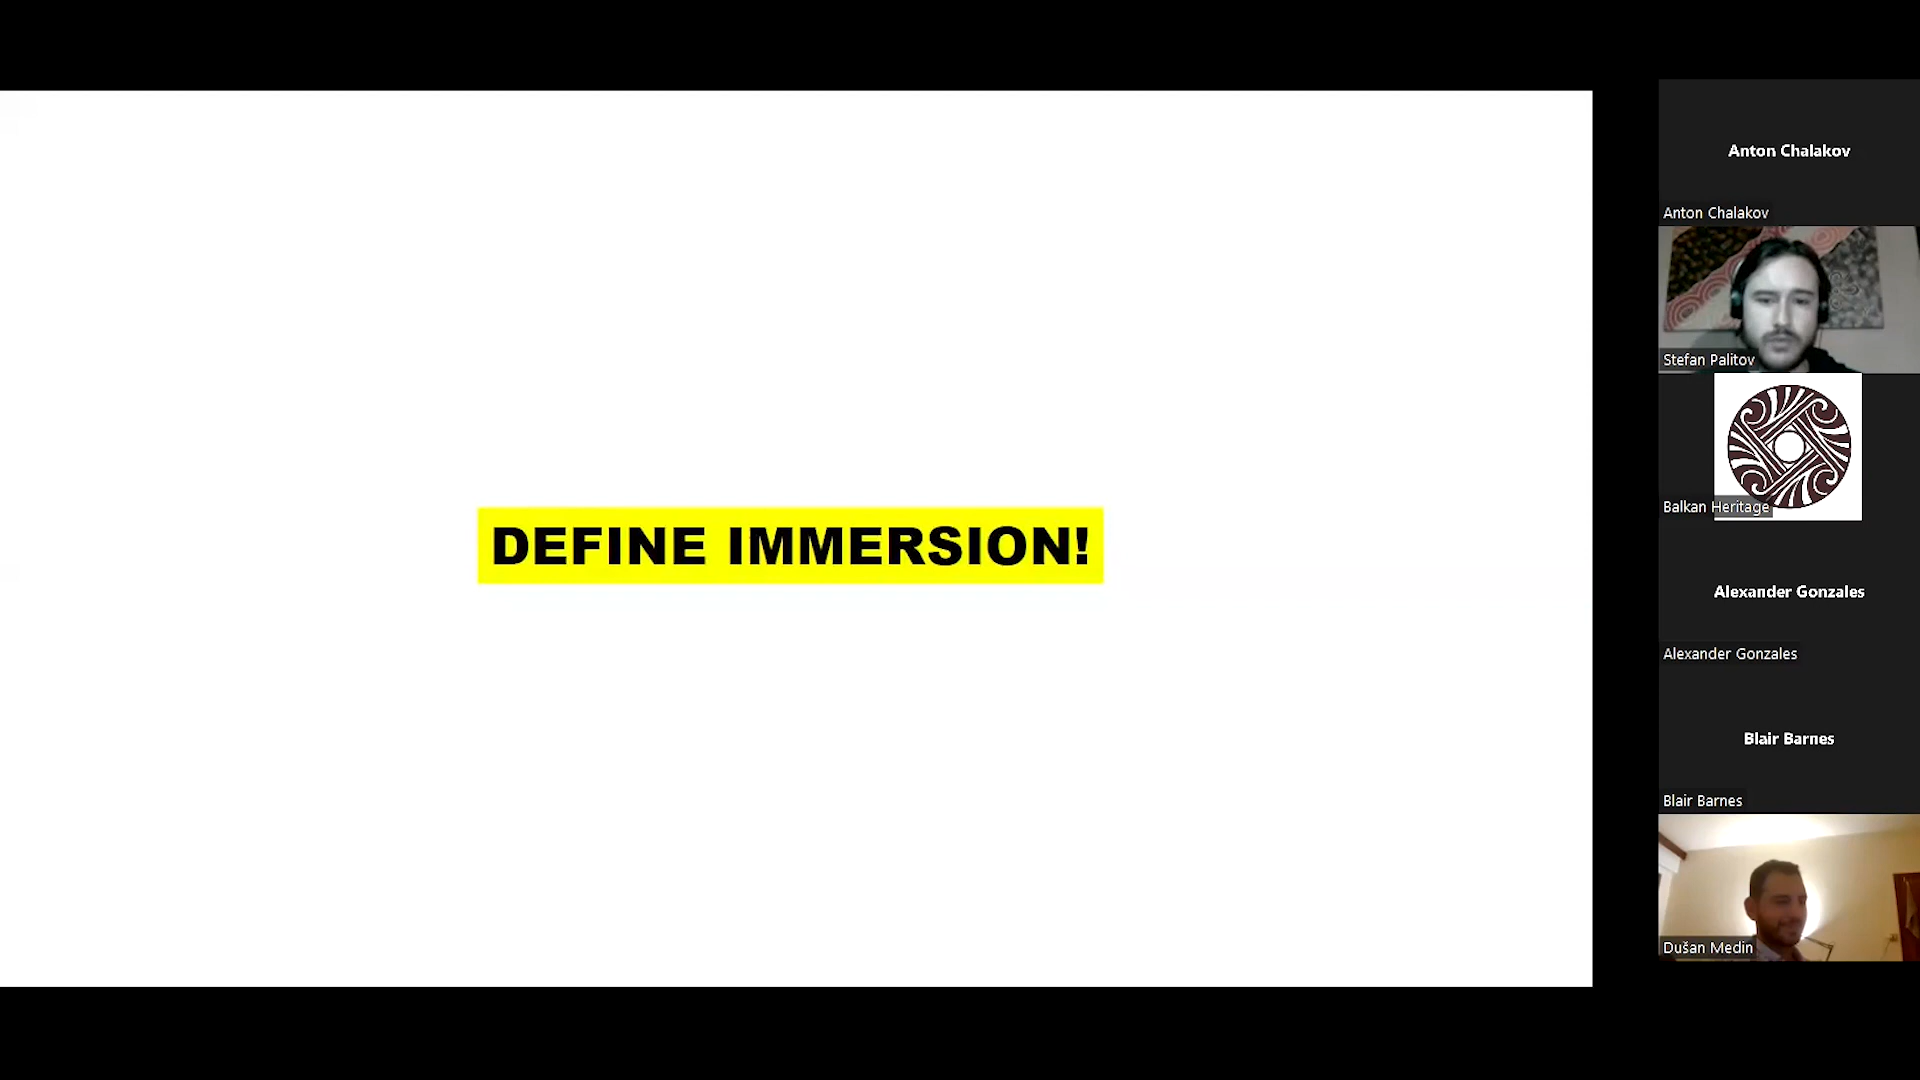 DEFINE IMMERSION!
Anton Chalakov
Anton Chalakov
Stefan Palitov
Balkan Heritage
Alexander Gonzales
Alexander Gonzales
Blair Barnes
Blair Barnes
Dušan Medin